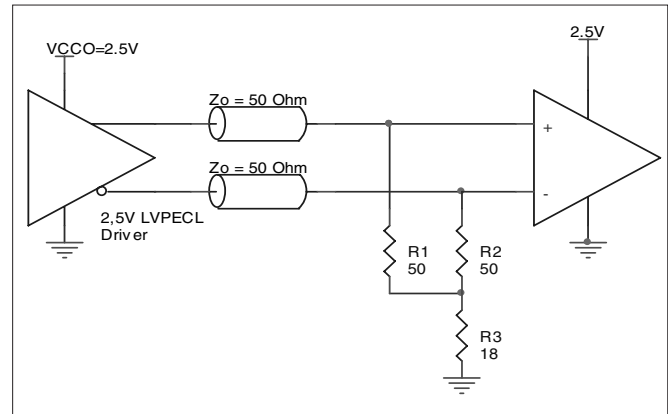 VCCO=2.5V
2.5V
Zo = 50 Ohm
+
Zo = 50 Ohm
-
2,5V LVPECL
Driver
R1
50
R2
50
R3
18